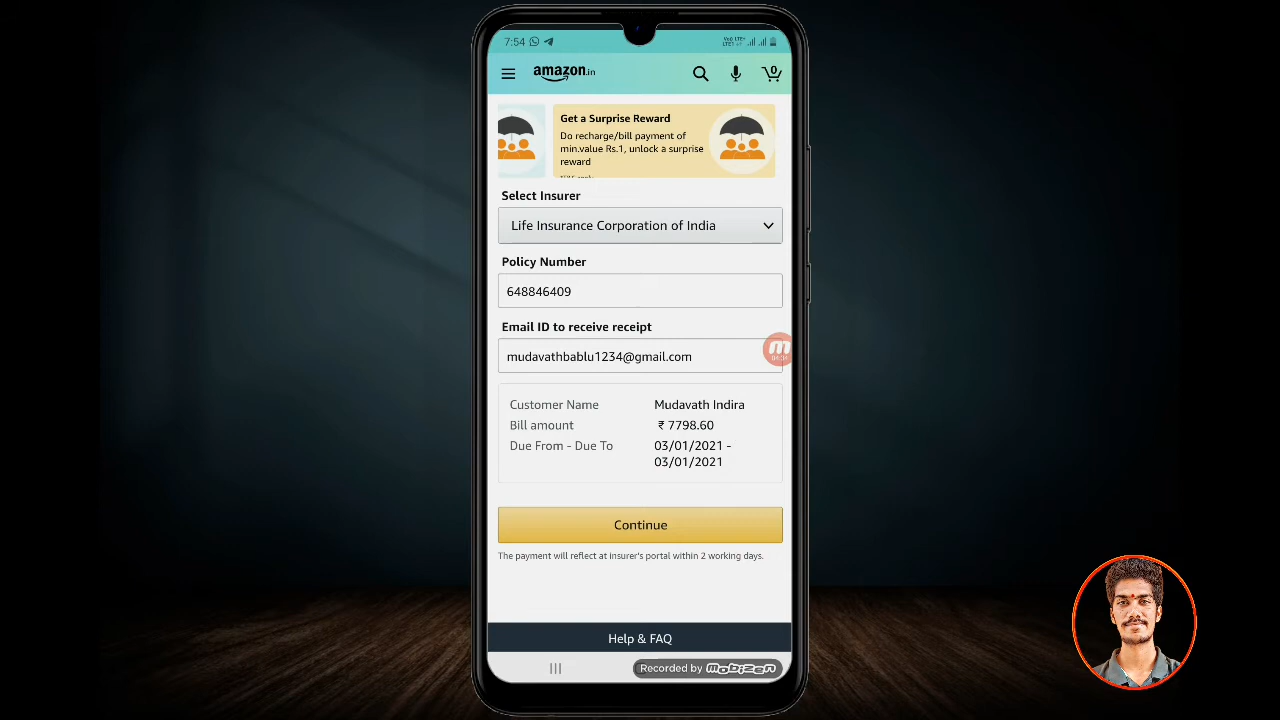 7:54
amazon.in
0
Get a Surprise Reward
Do recharge/bill payment of
min.value Rs.1, unlock a surprise
reward
Select Insurer
Life Insurance Corporation of India
Policy Number
648846409
Email ID to receive receipt
mudavathbablu1234@gmail.com
Customer Name Mudavath Indira
Bill amount ₹ 7798.60
Due From - Due To 03/01/2021 -
03/01/2021
Continue
The payment will reflect at insurer's portal within 2 working days.
Help & FAQ
Recorded by mobizen